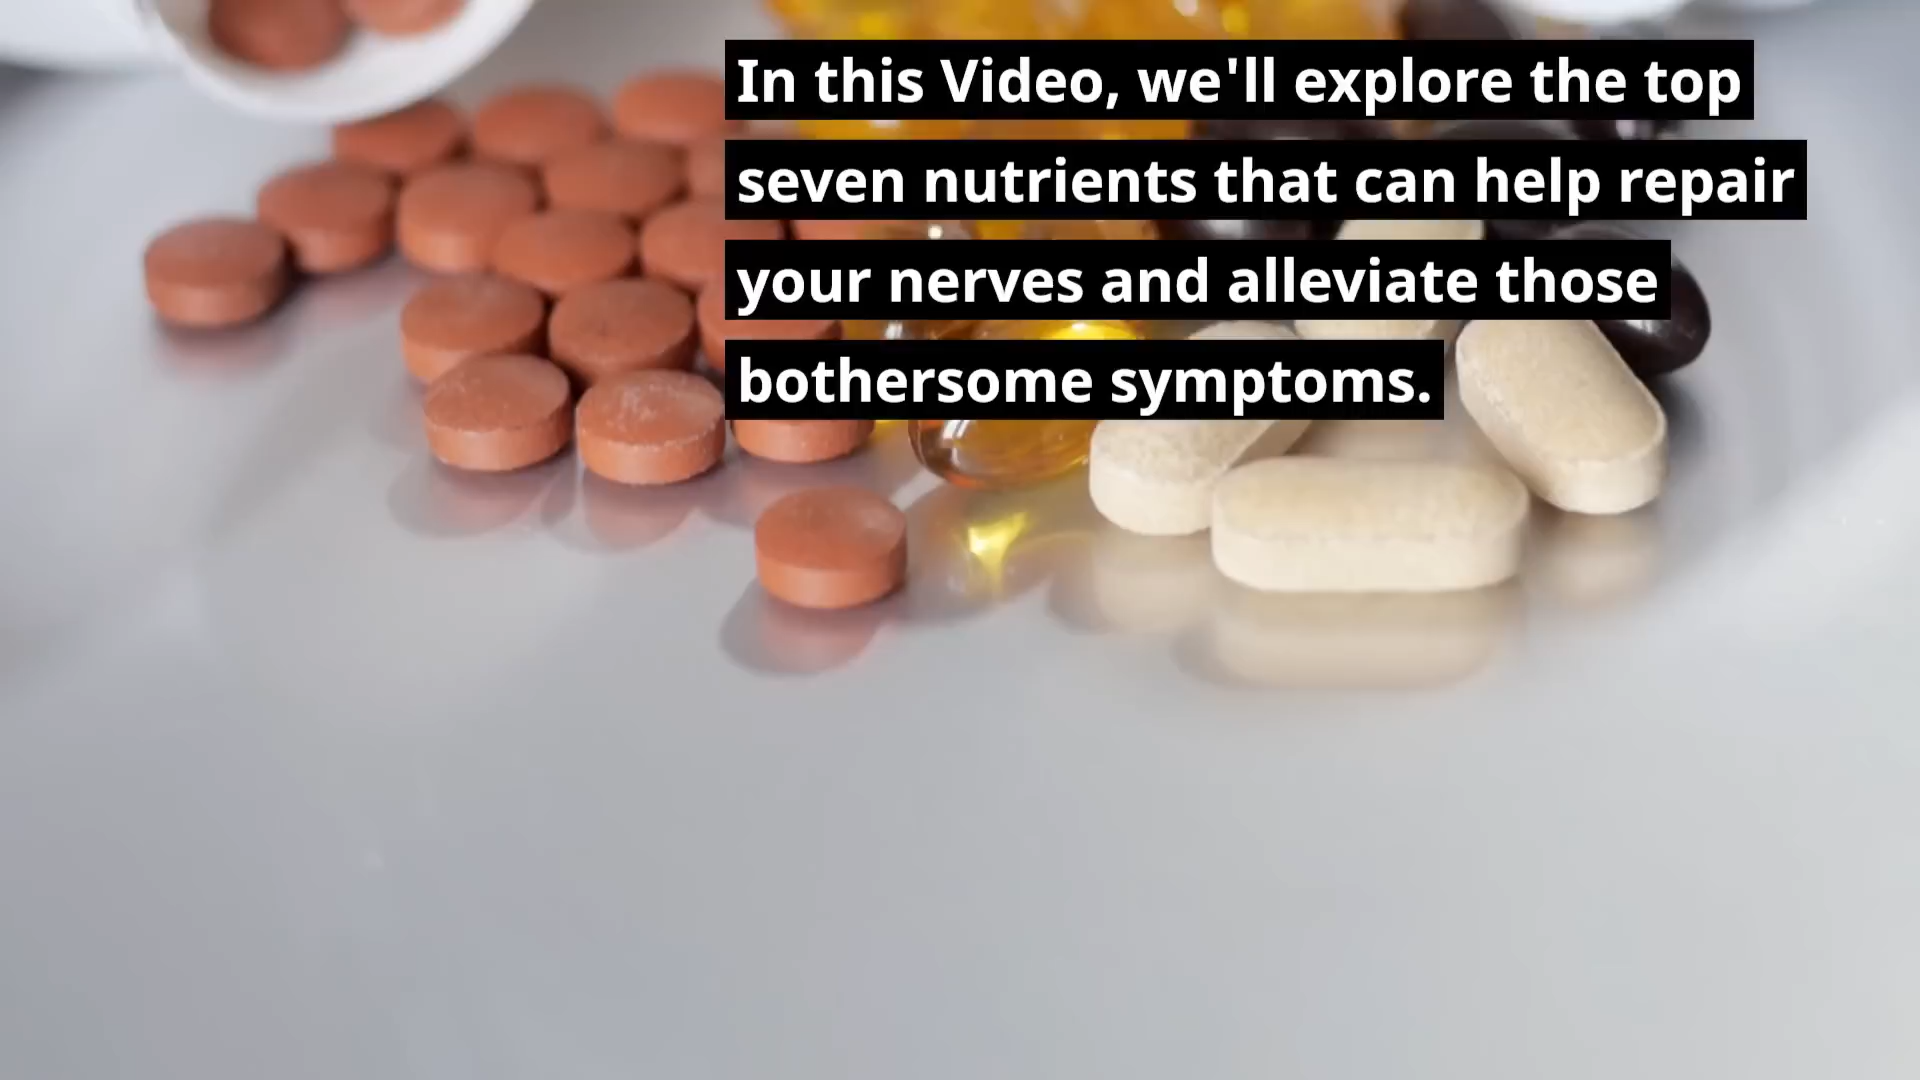 In this Video, we'll explore the top
seven nutrients that can help repair
your nerves and alleviate those
bothersome symptoms.